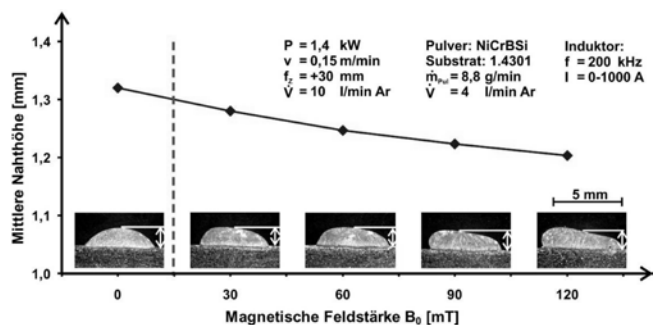 1,4
1,3
1,2
1,1
1,0
Mittlere Nahthöhe [mm]
P = 1,4 kW
v = 0,15 m/min
f_z = +30 mm
V̇ = 10 l/min Ar
Pulver: NiCrBSi
Substrat: 1.4301
ṁ_Pul = 8,8 g/min
V̇ = 4 l/min Ar
Induktor:
f = 200 kHz
I = 0-1000 A
5 mm
0 30 60 90 120
Magnetische Feldstärke B₀ [mT]